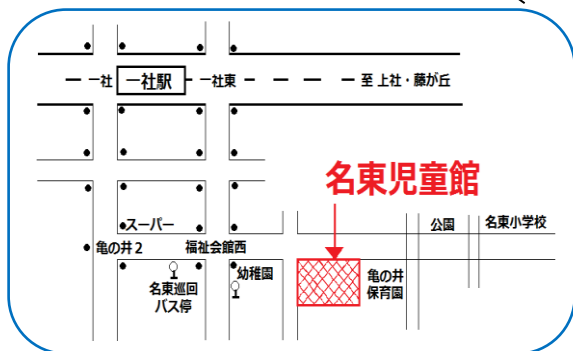 一社
一社駅
一社東
至 上社・藤が丘
名東児童館
スーパー
公園
名東小学校
亀の井２
福祉会館西
名東巡回
バス停
幼稚園
亀の井
保育園